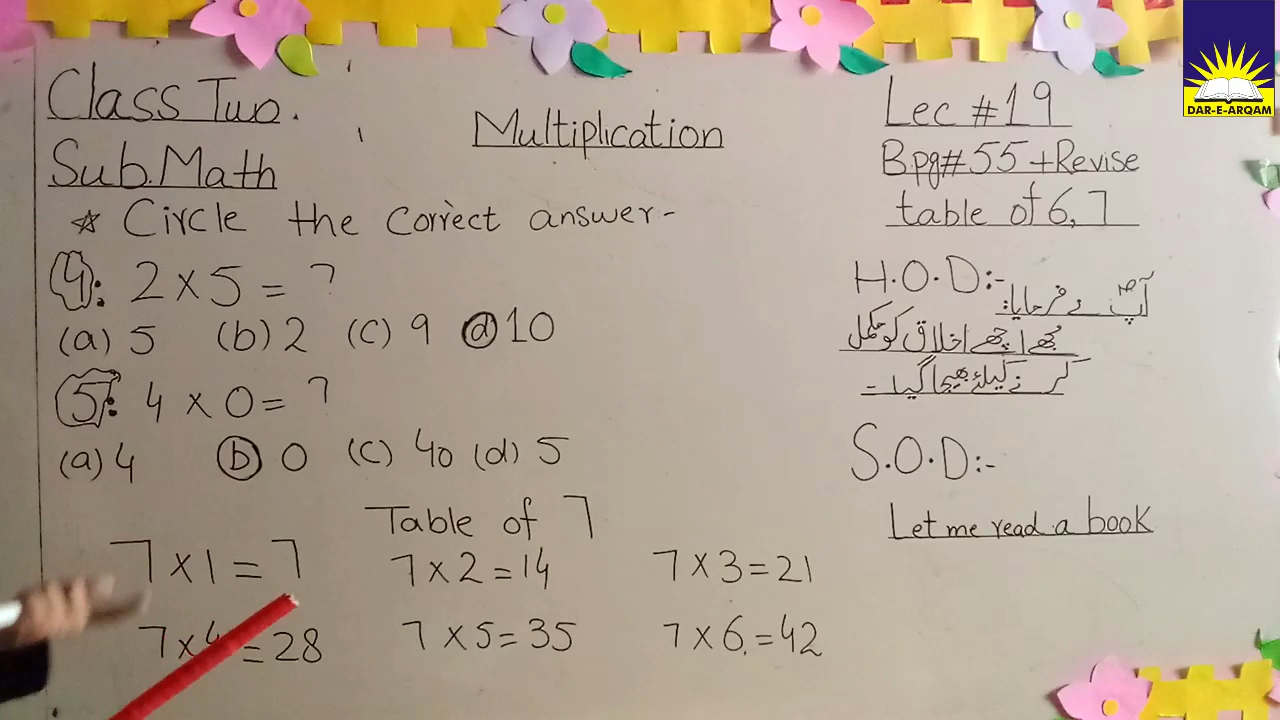 Class Two.
Sub.Math
Multiplication
Lec #19
B.pg#55+Revise
table of 6,7
DAR-E-ARQAM
☆ Circle the correct answer-
4: 2×5= ?
(a) 5 (b) 2 (c) 9 (d) 10
5: 4×0= ?
(a) 4 (b) 0 (c) 40 (d) 5
H.O.D:-
آپؐ نے فرمایا:
مجھ اچھے اخلاق کو مکمل
کرنے کیلئے بھیجا گیا۔
S.O.D:-
Let me read a book
Table of 7
7×1=7 7×2=14 7×3=21
7×4=28 7×5=35 7×6=42